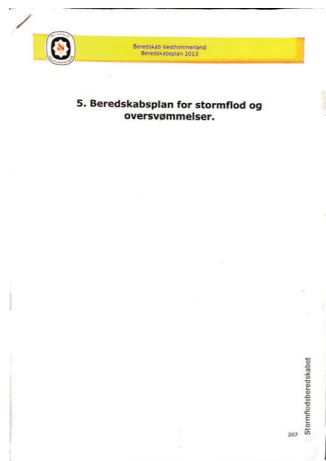 Beredskab Vesthimmerland
Beredskabsplan 2013
5. Beredskabsplan for stormflod og
oversvømmelser.
Stormflodsberedskabet
207